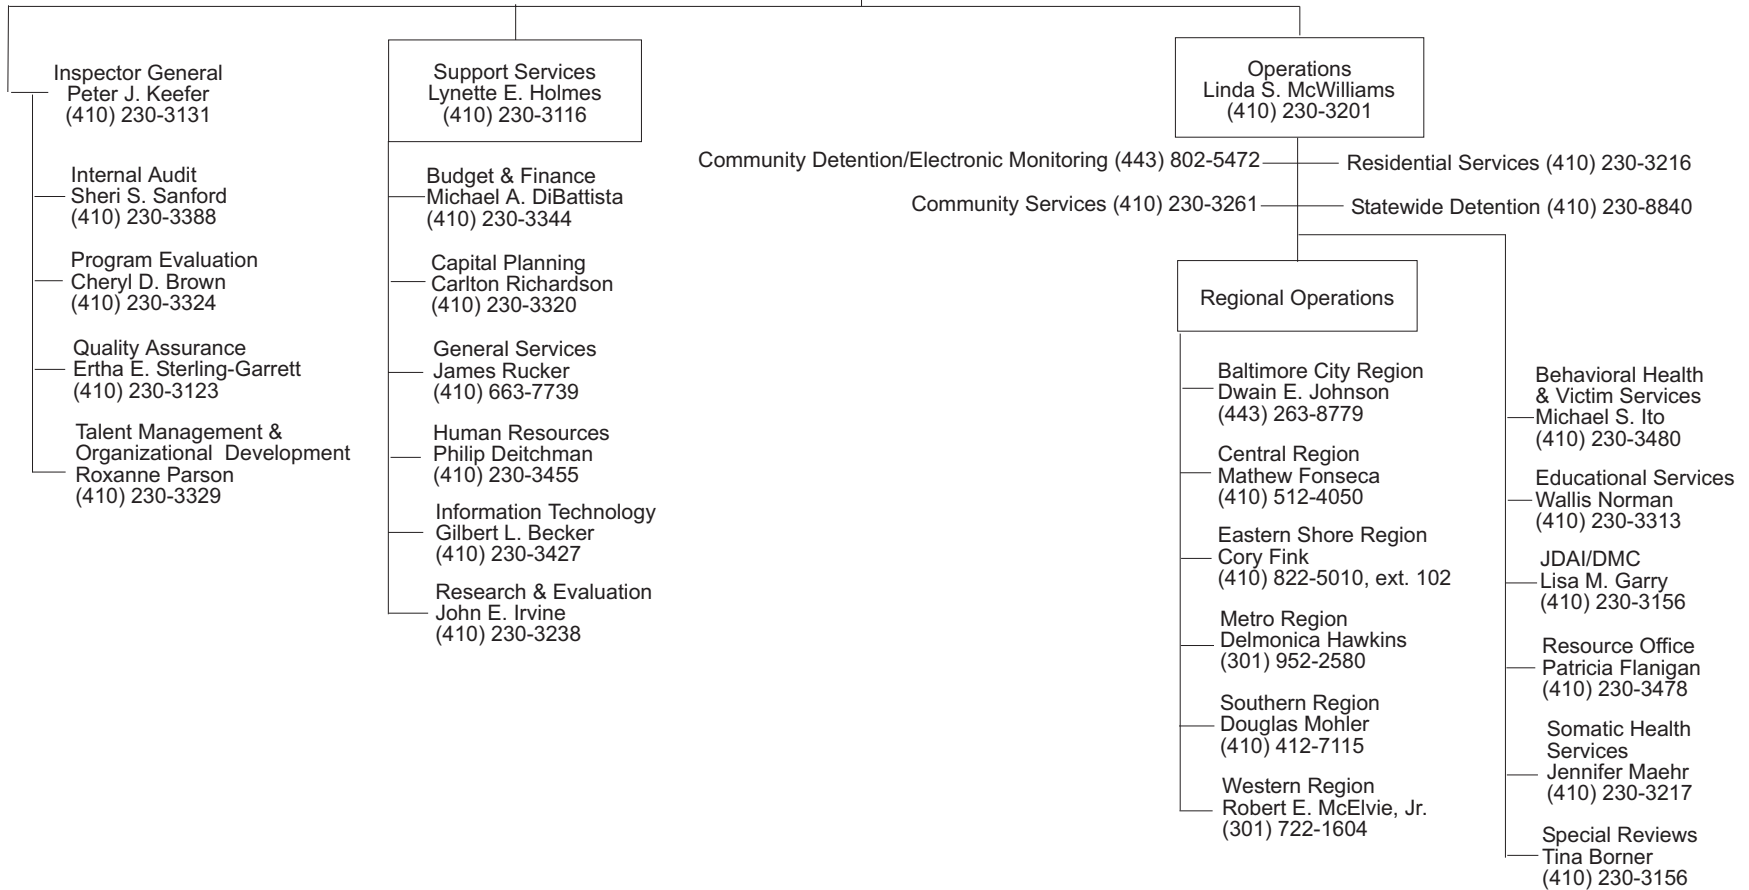 Inspector General
Peter J. Keefer
(410) 230-3131
Internal Audit
Sheri S. Sanford
(410) 230-3388
Program Evaluation
Cheryl D. Brown
(410) 230-3324
Quality Assurance
Ertha E. Sterling-Garrett
(410) 230-3123
Talent Management &
Organizational Development
Roxanne Parson
(410) 230-3329
Support Services
Lynette E. Holmes
(410) 230-3116
Budget & Finance
Michael A. DiBattista
(410) 230-3344
Capital Planning
Carlton Richardson
(410) 230-3320
General Services
James Rucker
(410) 663-7739
Human Resources
Philip Deitchman
(410) 230-3455
Information Technology
Gilbert L. Becker
(410) 230-3427
Research & Evaluation
John E. Irvine
(410) 230-3238
Operations
Linda S. McWilliams
(410) 230-3201
Community Detention/Electronic Monitoring (443) 802-5472
Residential Services (410) 230-3216
Community Services (410) 230-3261
Statewide Detention (410) 230-8840
Regional Operations
Baltimore City Region
Dwain E. Johnson
(443) 263-8779
Central Region
Mathew Fonseca
(410) 512-4050
Eastern Shore Region
Cory Fink
(410) 822-5010, ext. 102
Metro Region
Delmonica Hawkins
(301) 952-2580
Southern Region
Douglas Mohler
(410) 412-7115
Western Region
Robert E. McElvie, Jr.
(301) 722-1604
Behavioral Health
& Victim Services
Michael S. Ito
(410) 230-3480
Educational Services
Wallis Norman
(410) 230-3313
JDAI/DMC
Lisa M. Garry
(410) 230-3156
Resource Office
Patricia Flanigan
(410) 230-3478
Somatic Health
Services
Jennifer Maehr
(410) 230-3217
Special Reviews
Tina Borner
(410) 230-3156